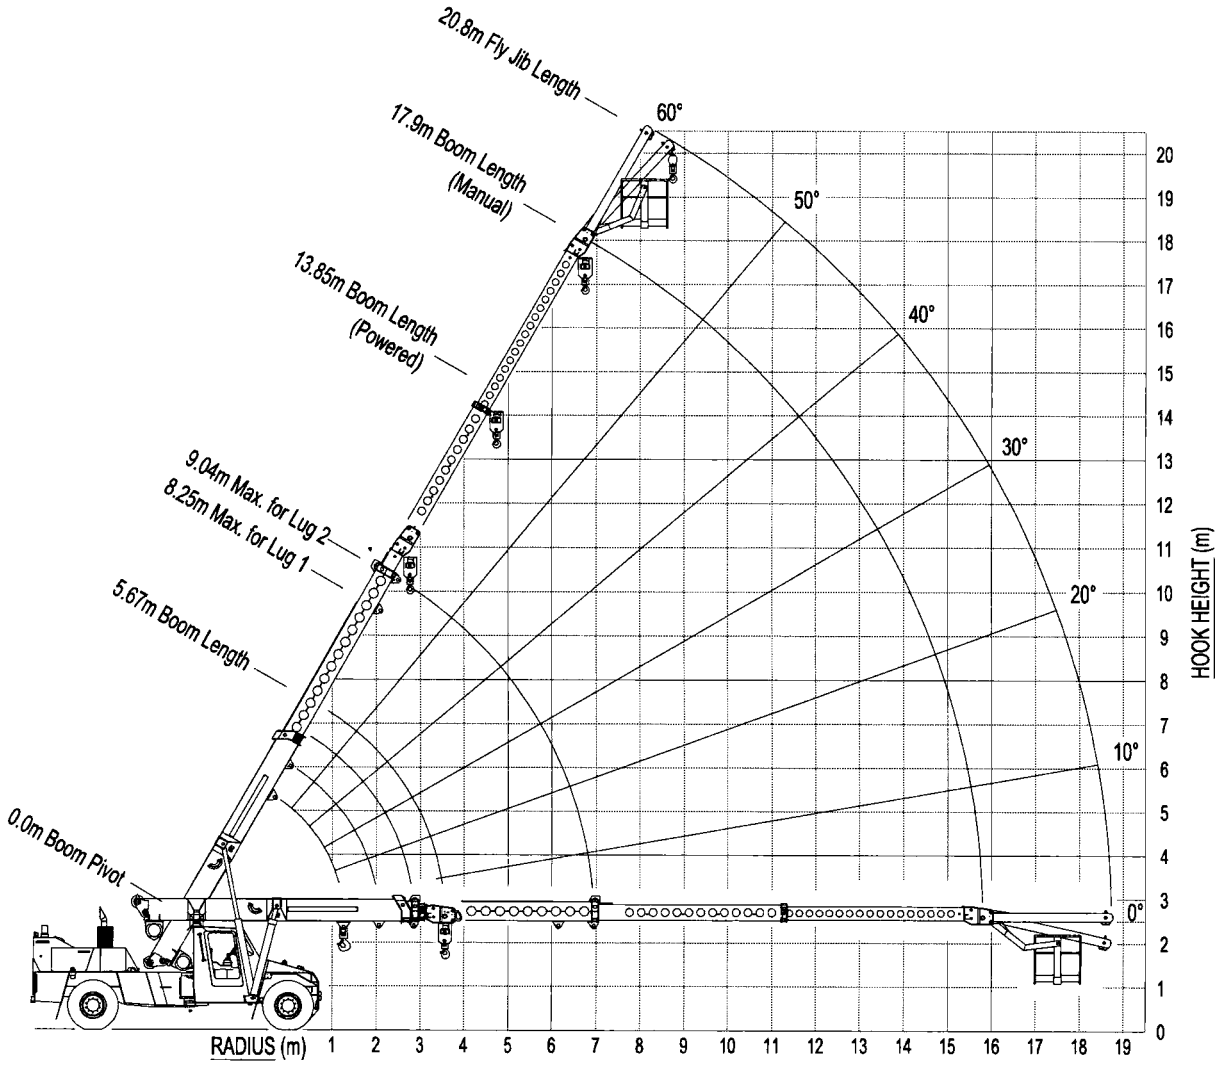 20.8m Fly Jib Length
60°
17.9m Boom Length
(Manual)
50°
13.85m Boom Length
(Powered)
40°
9.04m Max. for Lug 2
8.25m Max. for Lug 1
30°
5.67m Boom Length
20°
10°
0.0m Boom Pivot
0°
20
19
18
17
16
15
14
13
12
11
10
9
8
7
6
5
4
3
2
1
0
HOOK HEIGHT (m)
RADIUS (m) 1 2 3 4 5 6 7 8 9 10 11 12 13 14 15 16 17 18 19